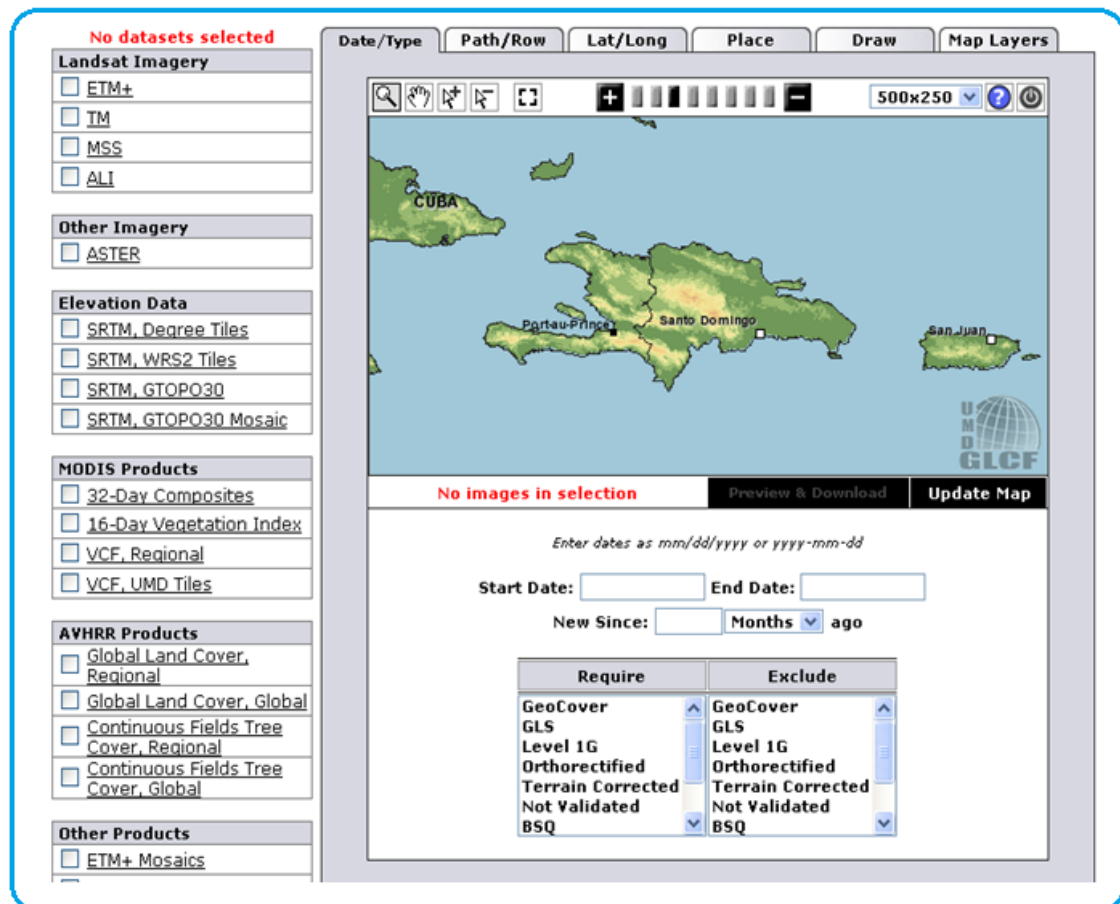 No datasets selected
Landsat Imagery
ETM+
TM
MSS
ALI
Other Imagery
ASTER
Elevation Data
SRTM, Degree Tiles
SRTM, WRS2 Tiles
SRTM, GTOPO30
SRTM, GTOPO30 Mosaic
MODIS Products
32-Day Composites
16-Day Vegetation Index
VCF, Regional
VCF, UMD Tiles
AVHRR Products
Global Land Cover,
Regional
Global Land Cover, Global
Continuous Fields Tree
Cover, Regional
Continuous Fields Tree
Cover, Global
Other Products
ETM+ Mosaics
Date/Type Path/Row Lat/Long Place Draw Map Layers
500x250
CUBA
Port-au-Prince
Santo Domingo
San Juan
UMD
GLCF
No images in selection Preview & Download Update Map
Enter dates as mm/dd/yyyy or yyyy-mm-dd
Start Date: End Date:
New Since: Months ago
Require Exclude
GeoCover GeoCover
GLS GLS
Level 1G Level 1G
Orthorectified Orthorectified
Terrain Corrected Terrain Corrected
Not Validated Not Validated
BSQ BSQ